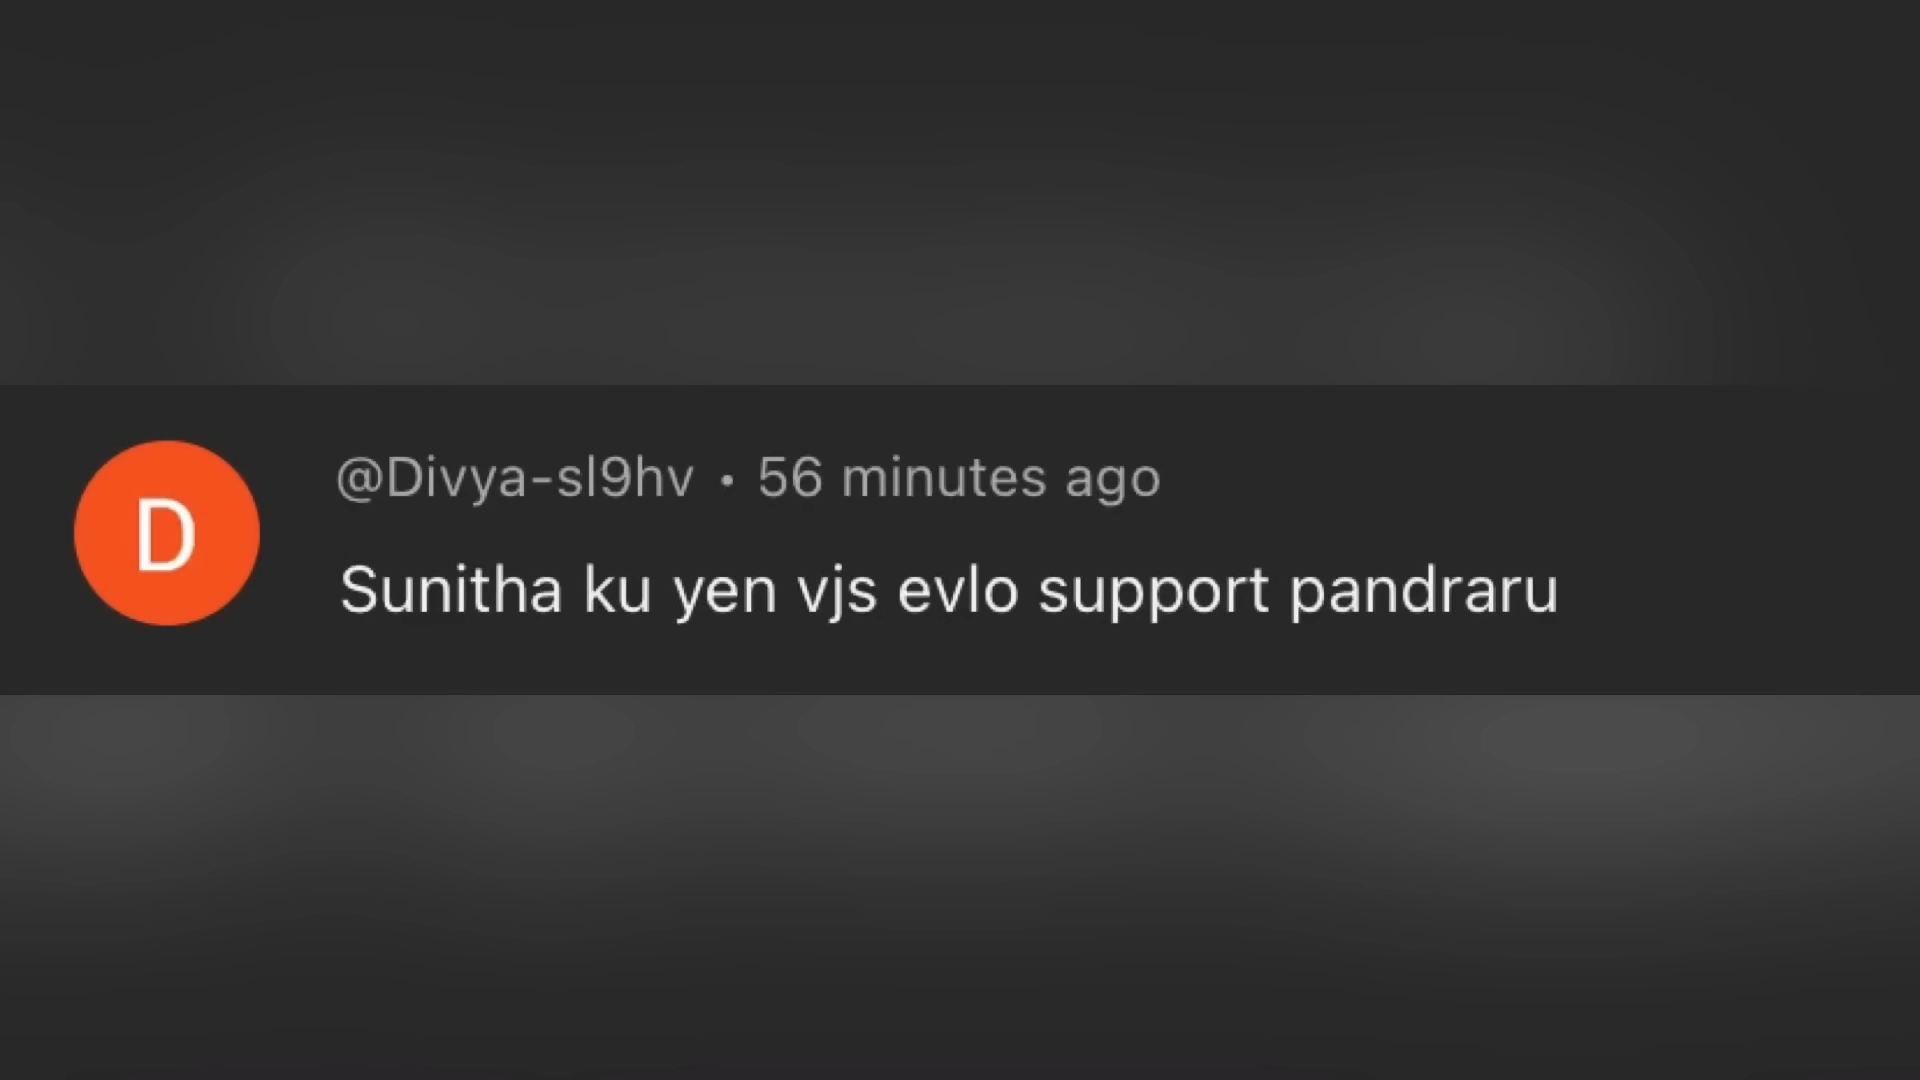 D
@Divya-sl9hv • 56 minutes ago
Sunitha ku yen vjs evlo support pandraru